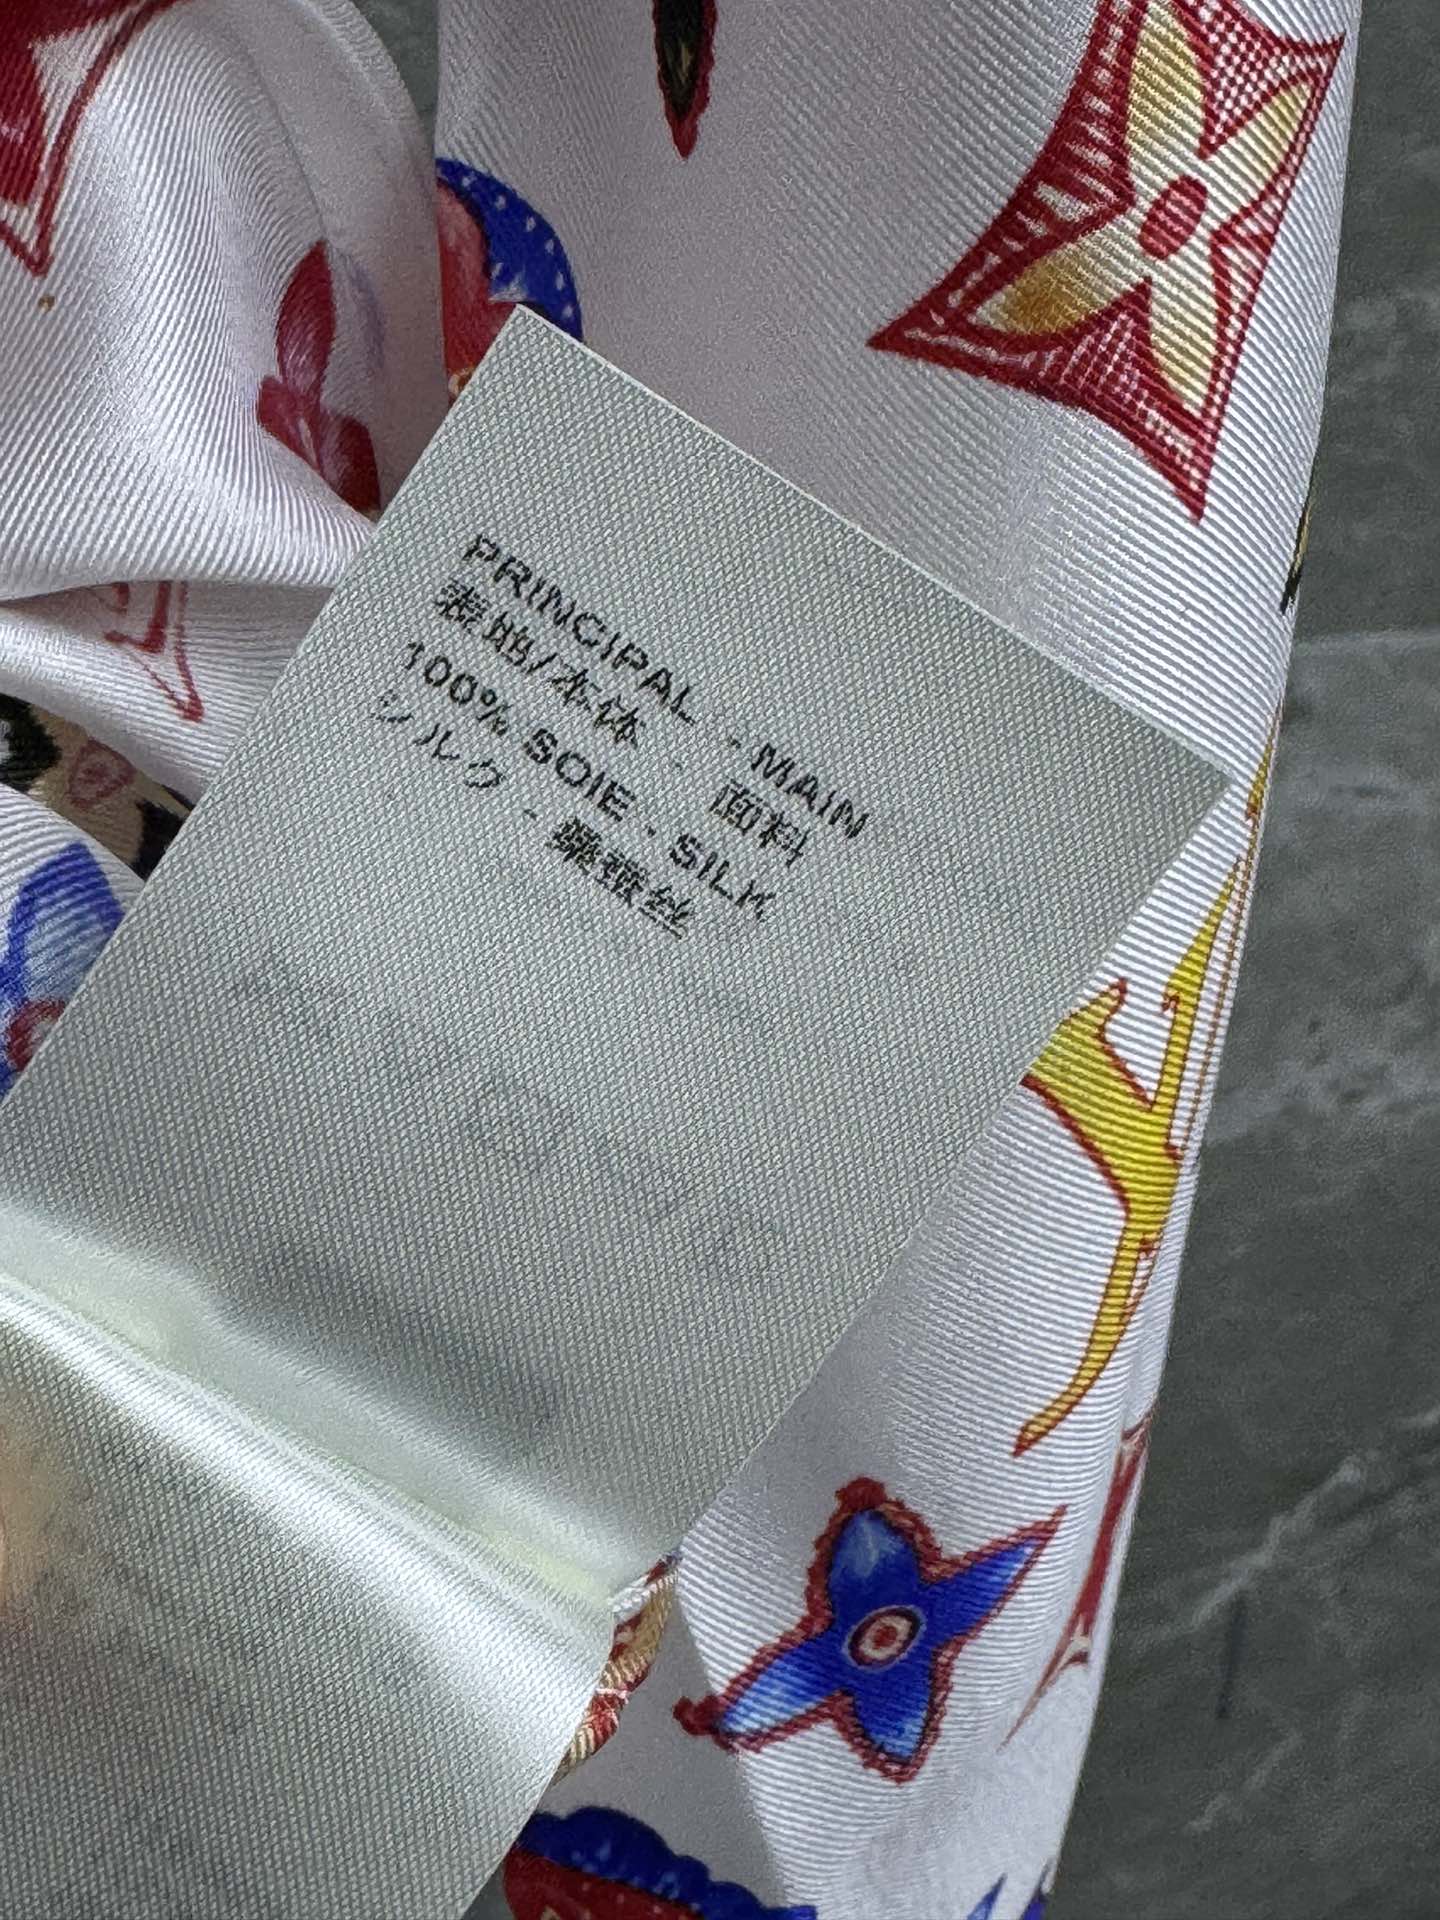 PRINCIPAL - MAIN
表地/本体 - 面料
100% SOIE - SILK
シルク - 桑蚕丝